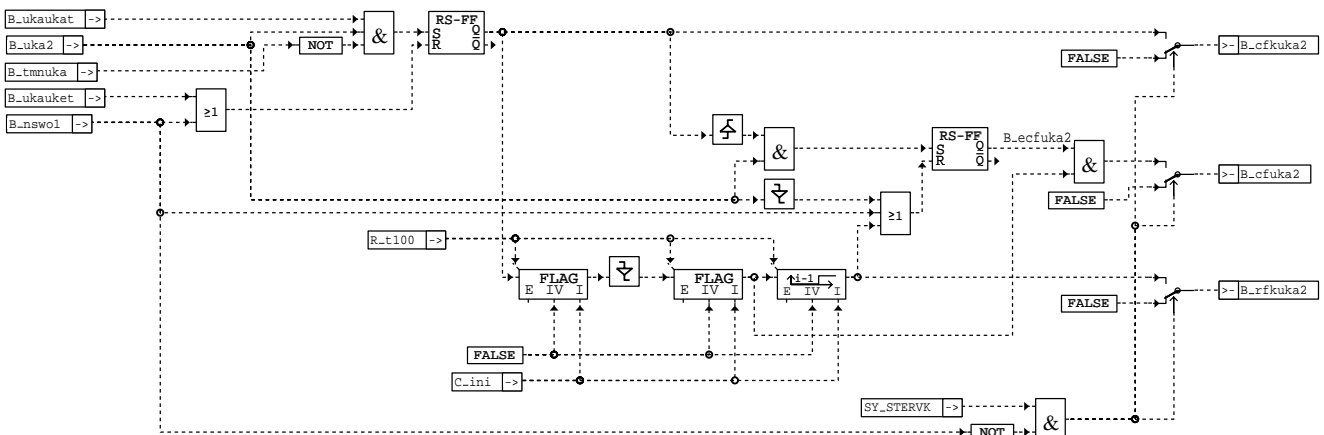 B_ukaukat ->
B_uka2 ->
B_tmnuka ->
B_ukauket ->
B_nswo1 ->
NOT
&
≥1
RS-FF
S Q
R Q
FALSE
>- B_cfkuka2
&
RS-FF
S Q
R Q
B_ecfuka2
&
FALSE
>- B_cfuka2
≥1
R_t100 ->
FLAG
E IV I
FLAG
E IV I
i-1
E IV I
FALSE
>- B_rfkuka2
FALSE
C_ini ->
SY_STERVK ->
NOT
&